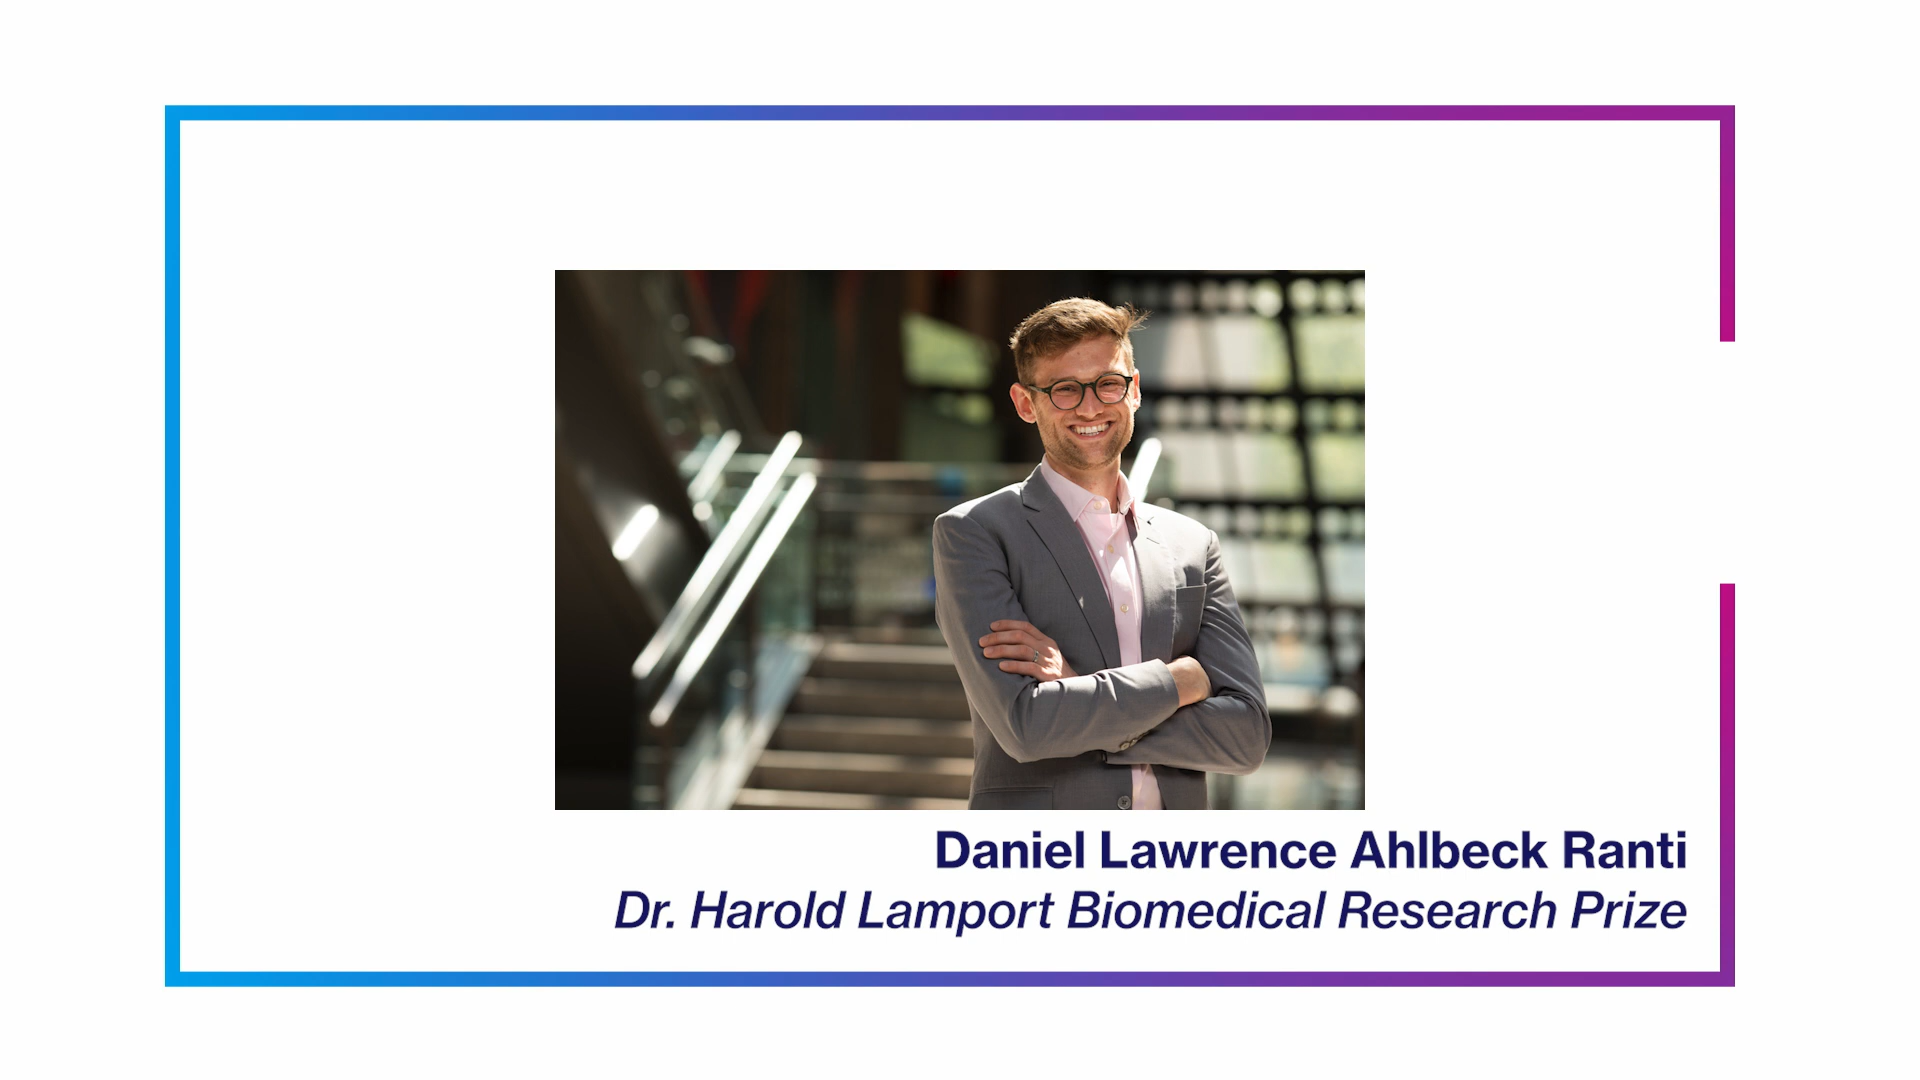 Daniel Lawrence Ahlbeck Ranti
Dr. Harold Lamport Biomedical Research Prize